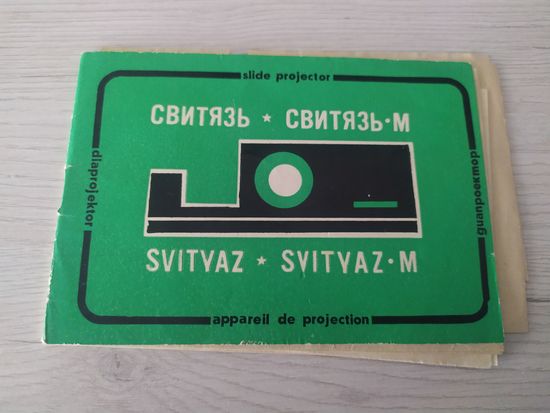 slide projector
СВИТЯЗЬ ★ СВИТЯЗЬ·М
diaprojektor
диапроектор
SVITYAZ ★ SVITYAZ·M
appareil de projection